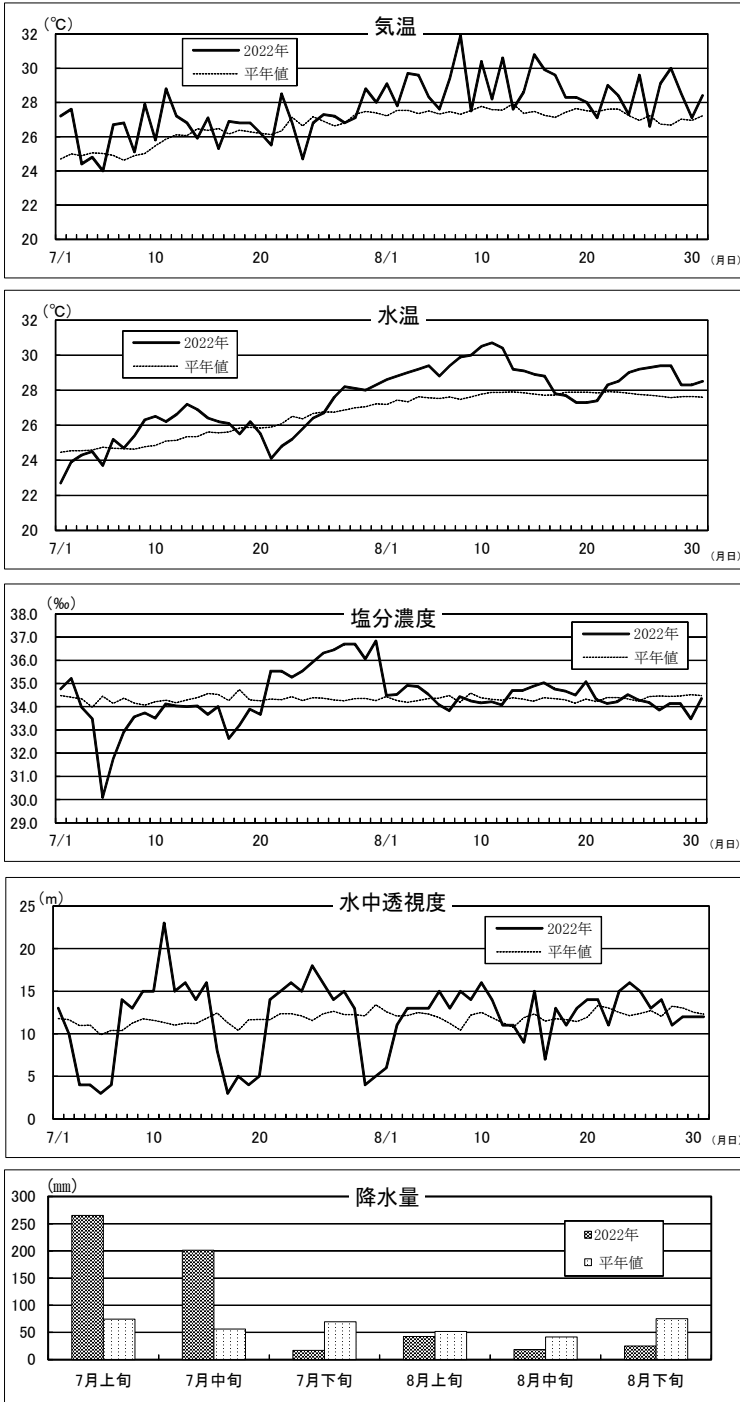 (℃)
気温
32
30
28
26
24
22
20
2022年
平年値
7/1 10 20 8/1 10 20 30 (月日)
(℃)
水温
32
30
28
26
24
22
20
2022年
平年値
7/1 10 20 8/1 10 20 30 (月日)
(‰)
塩分濃度
38.0
37.0
36.0
35.0
34.0
33.0
32.0
31.0
30.0
29.0
2022年
平年値
7/1 10 20 8/1 10 20 30 (月日)
(m)
水中透視度
25
20
15
10
5
0
2022年
平年値
7/1 10 20 8/1 10 20 30 (月日)
(㎜)
降水量
300
250
200
150
100
50
0
2022年
平年値
7月上旬 7月中旬 7月下旬 8月上旬 8月中旬 8月下旬